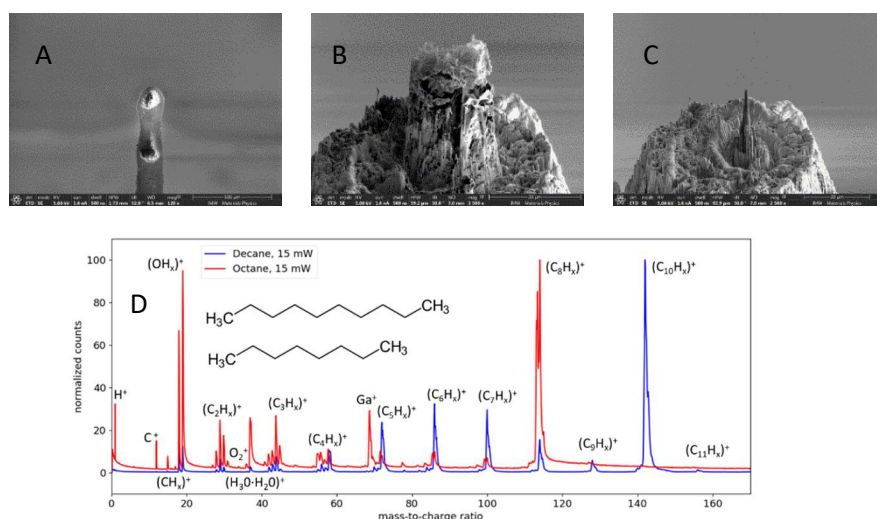 A
B
C
100
80
60
40
20
0
normalized counts
Decane, 15 mW
Octane, 15 mW
D
H₃C
CH₃
H₃C
CH₃
(OHₓ)⁺
(C₈Hₓ)⁺
(C₁₀Hₓ)⁺
H⁺
C⁺
(C₂Hₓ)⁺
(C₃Hₓ)⁺
Ga⁺
(C₅Hₓ)⁺
(C₆Hₓ)⁺
(C₇Hₓ)⁺
O₂⁺
(C₄Hₓ)⁺
(C₉Hₓ)⁺
(C₁₁Hₓ)⁺
(CHₓ)⁺
(H₃0·H₂O)⁺
0 20 40 60 80 100 120 140 160
mass-to-charge ratio